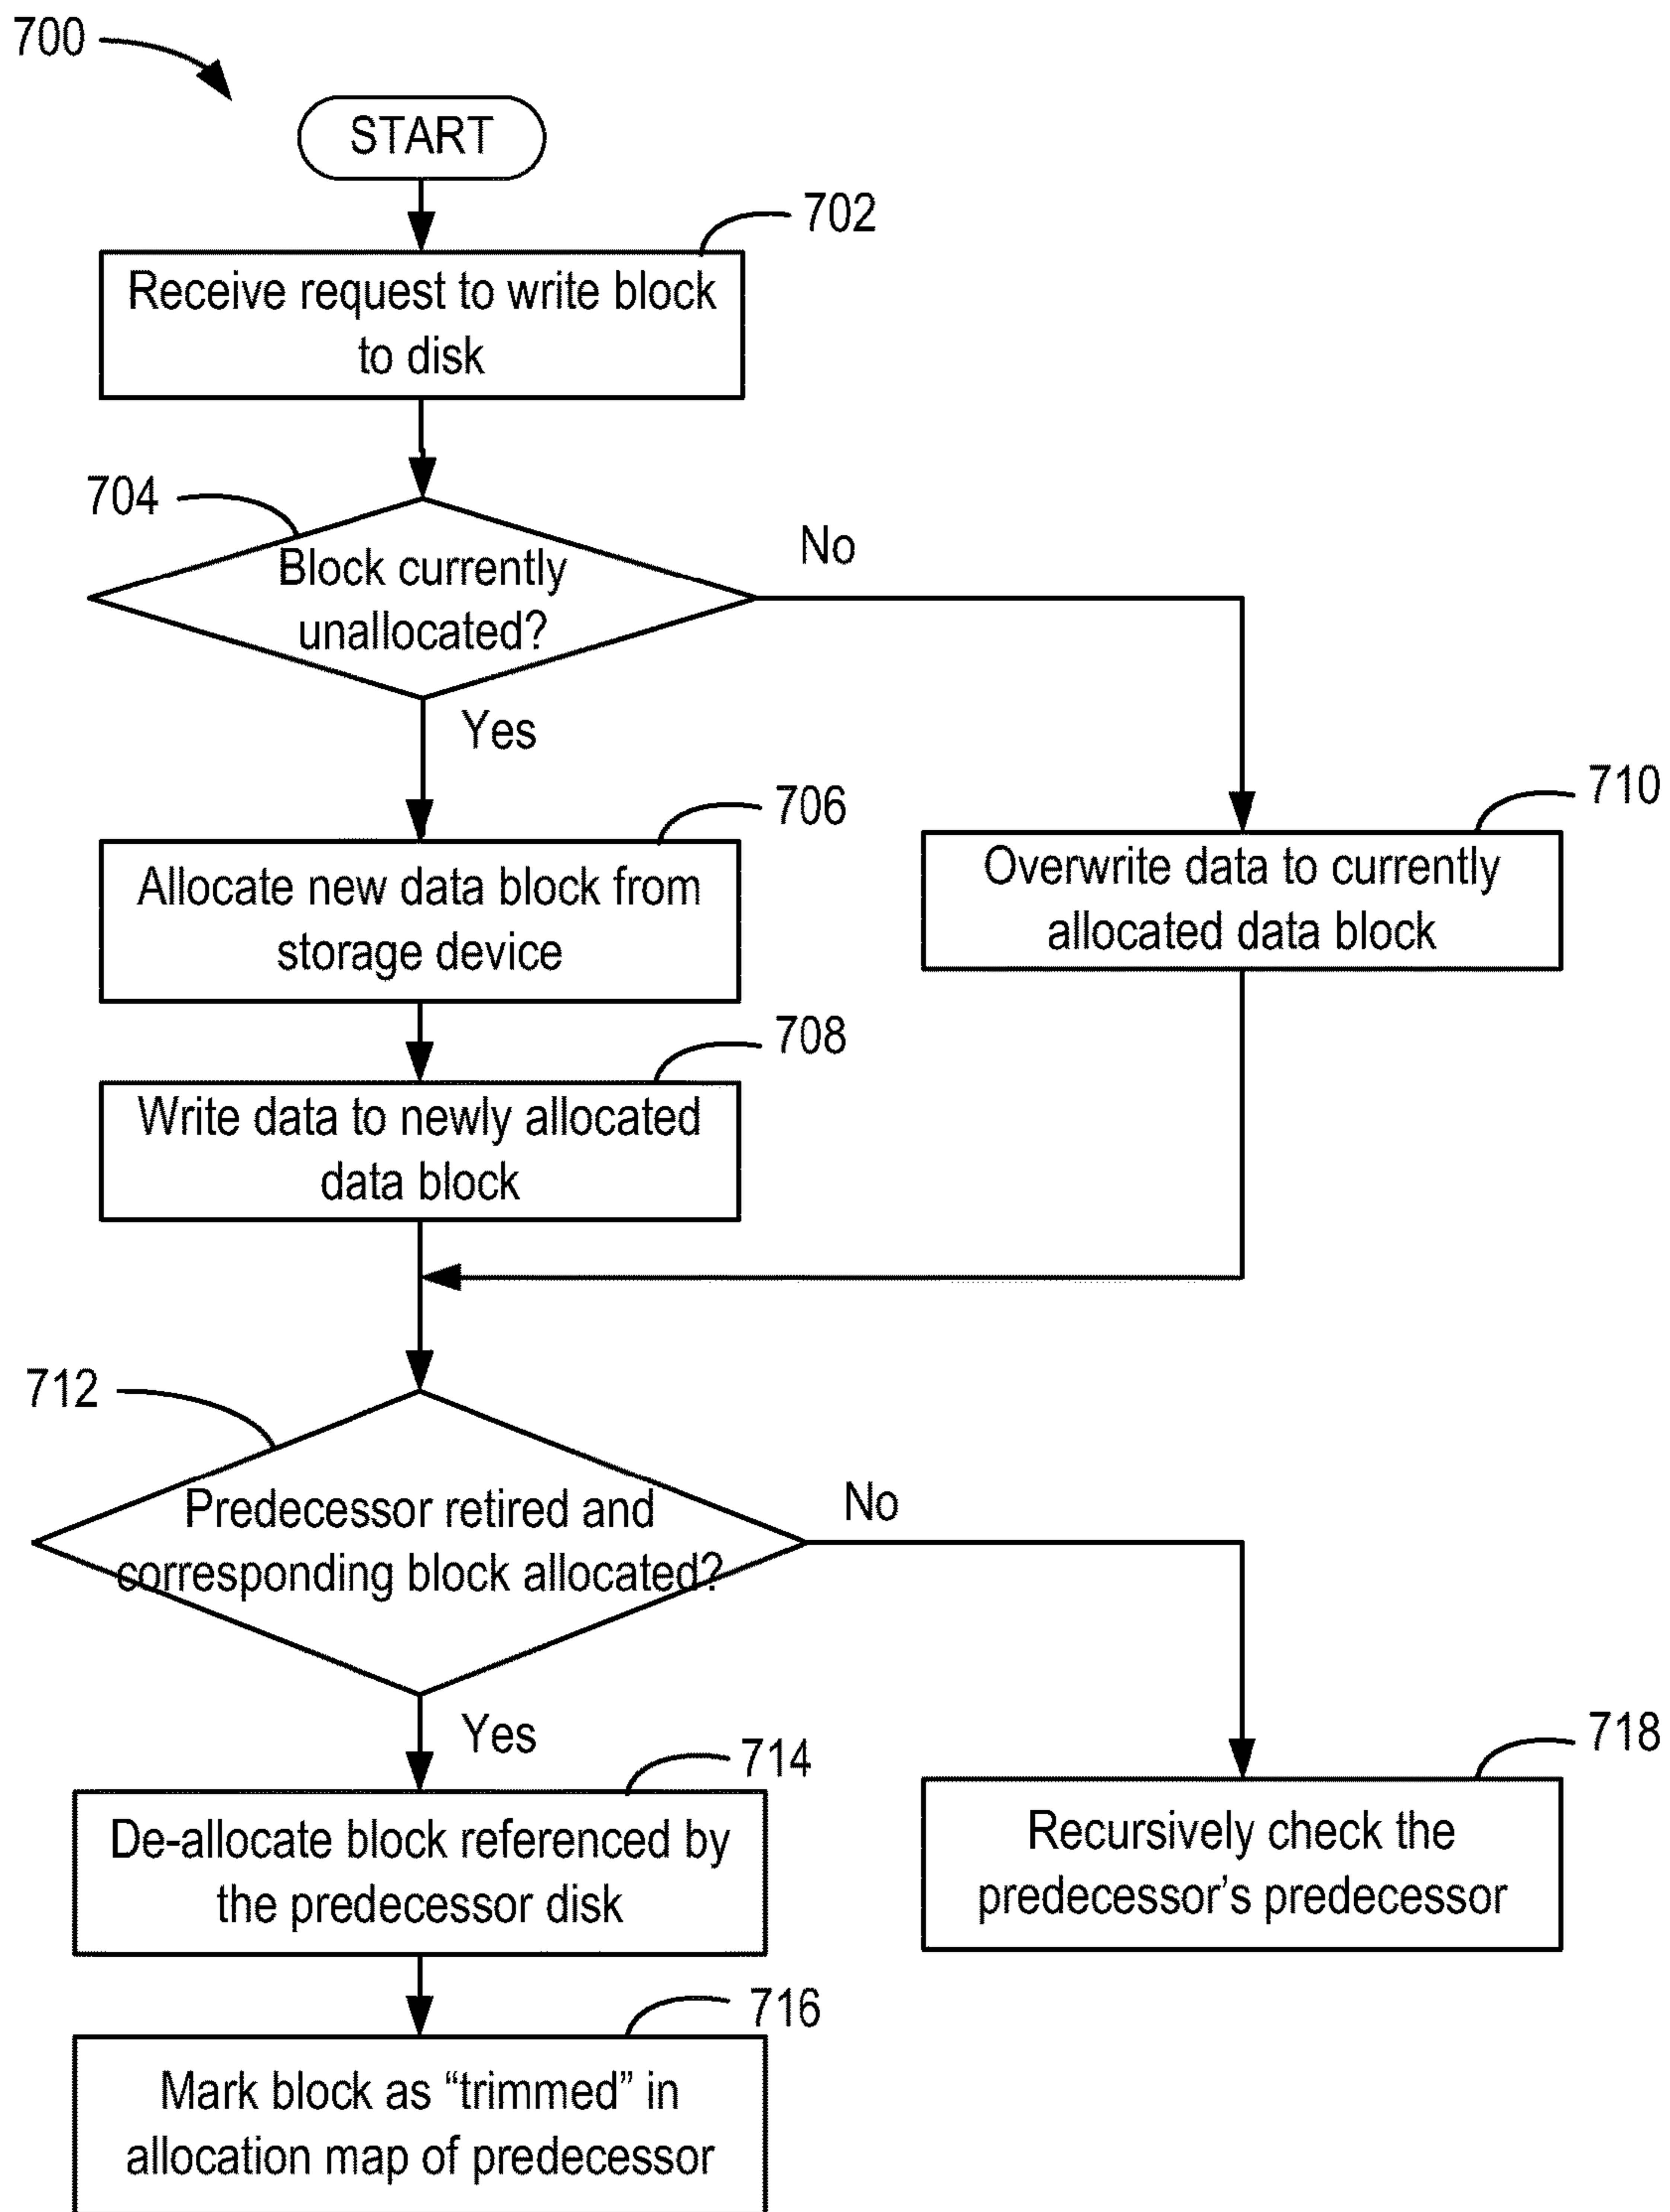 700
START
702
Receive request to write block
to disk
704
Block currently
unallocated?
No
Yes
706
Allocate new data block from
storage device
710
Overwrite data to currently
allocated data block
708
Write data to newly allocated
data block
712
Predecessor retired and
corresponding block allocated?
No
Yes
714
De-allocate block referenced by
the predecessor disk
718
Recursively check the
predecessor's predecessor
716
Mark block as “trimmed” in
allocation map of predecessor